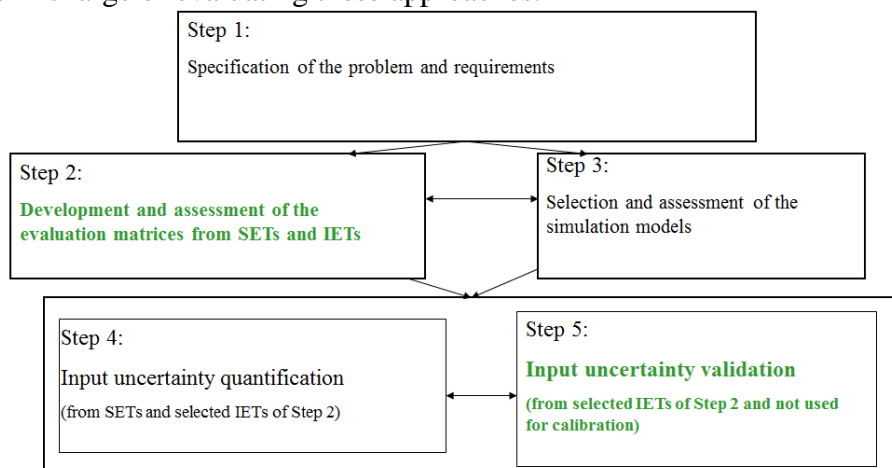 Step 1:
Specification of the problem and requirements
Step 2:
Development and assessment of the
evaluation matrices from SETs and IETs
Step 3:
Selection and assessment of the
simulation models
Step 4:
Input uncertainty quantification
(from SETs and selected IETs of Step 2)
Step 5:
Input uncertainty validation
(from selected IETs of Step 2 and not used
for calibration)